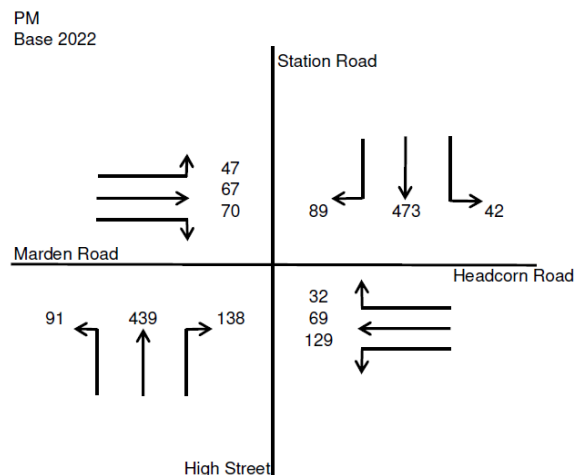 PM
Base 2022
Station Road
47
67
70
89 473 42
Marden Road
Headcorn Road
32
69
129
91 439 138
High Street